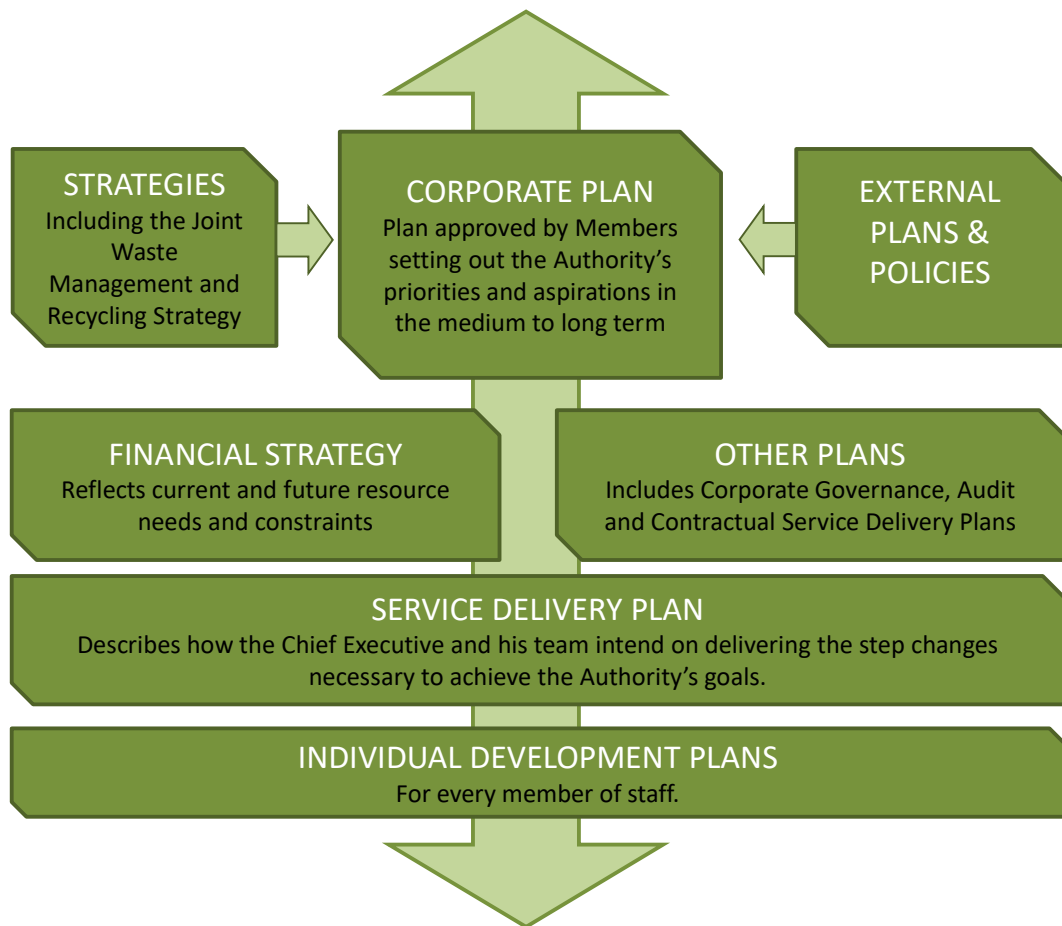 STRATEGIES
Including the Joint
Waste
Management and
Recycling Strategy
CORPORATE PLAN
Plan approved by Members
setting out the Authority’s
priorities and aspirations in
the medium to long term
EXTERNAL
PLANS &
POLICIES
FINANCIAL STRATEGY
Reflects current and future resource
needs and constraints
OTHER PLANS
Includes Corporate Governance, Audit
and Contractual Service Delivery Plans
SERVICE DELIVERY PLAN
Describes how the Chief Executive and his team intend on delivering the step changes
necessary to achieve the Authority’s goals.
INDIVIDUAL DEVELOPMENT PLANS
For every member of staff.